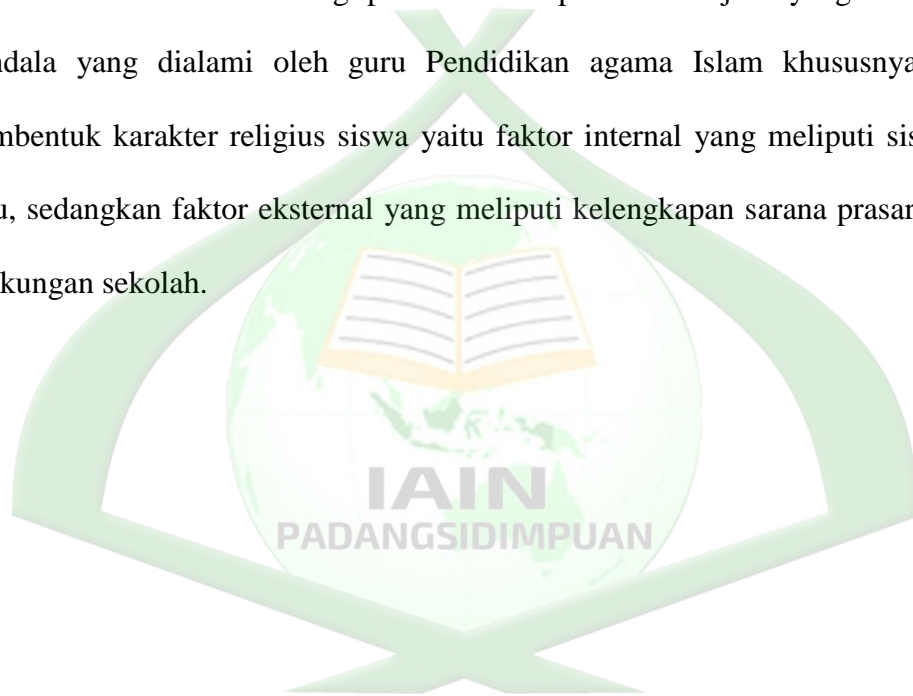 ndala yang dialami oleh guru Pendidikan agama Islam khususnya
mbentuk karakter religius siswa yaitu faktor internal yang meliputi sis
u, sedangkan faktor eksternal yang meliputi kelengkapan sarana prasar
kungan sekolah.
IAIN
PADANGSIDIMPUAN